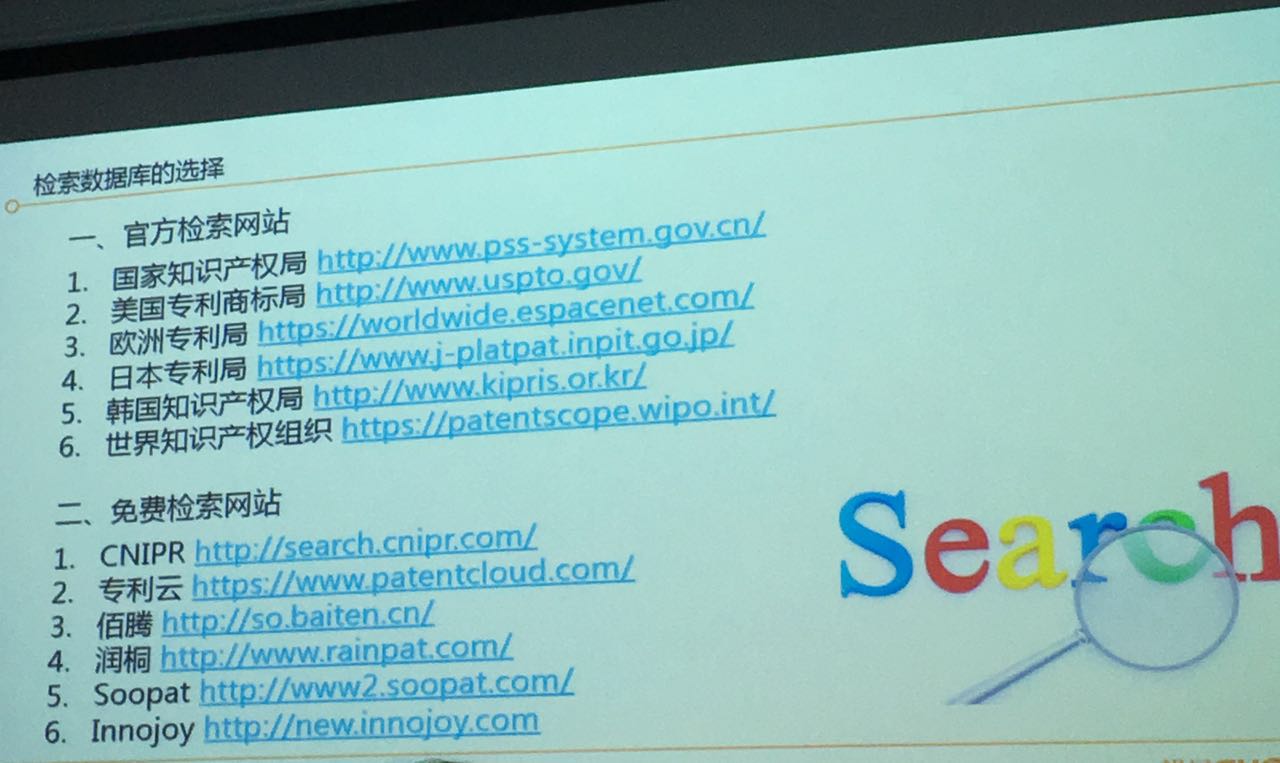 检索数据库的选择
一、官方检索网站
1. 国家知识产权局 http://www.pss-system.gov.cn/
2. 美国专利商标局 http://www.uspto.gov/
3. 欧洲专利局 https://worldwide.espacenet.com/
4. 日本专利局 https://www.j-platpat.inpit.go.jp/
5. 韩国知识产权局 http://www.kipris.or.kr/
6. 世界知识产权组织 https://patentscope.wipo.int/
二、免费检索网站
1. CNIPR http://search.cnipr.com/
2. 专利云 https://www.patentcloud.com/
3. 佰腾 http://so.baiten.cn/
4. 润桐 http://www.rainpat.com/
5. Soopat http://www2.soopat.com/
6. Innojoy http://new.innojoy.com
Search